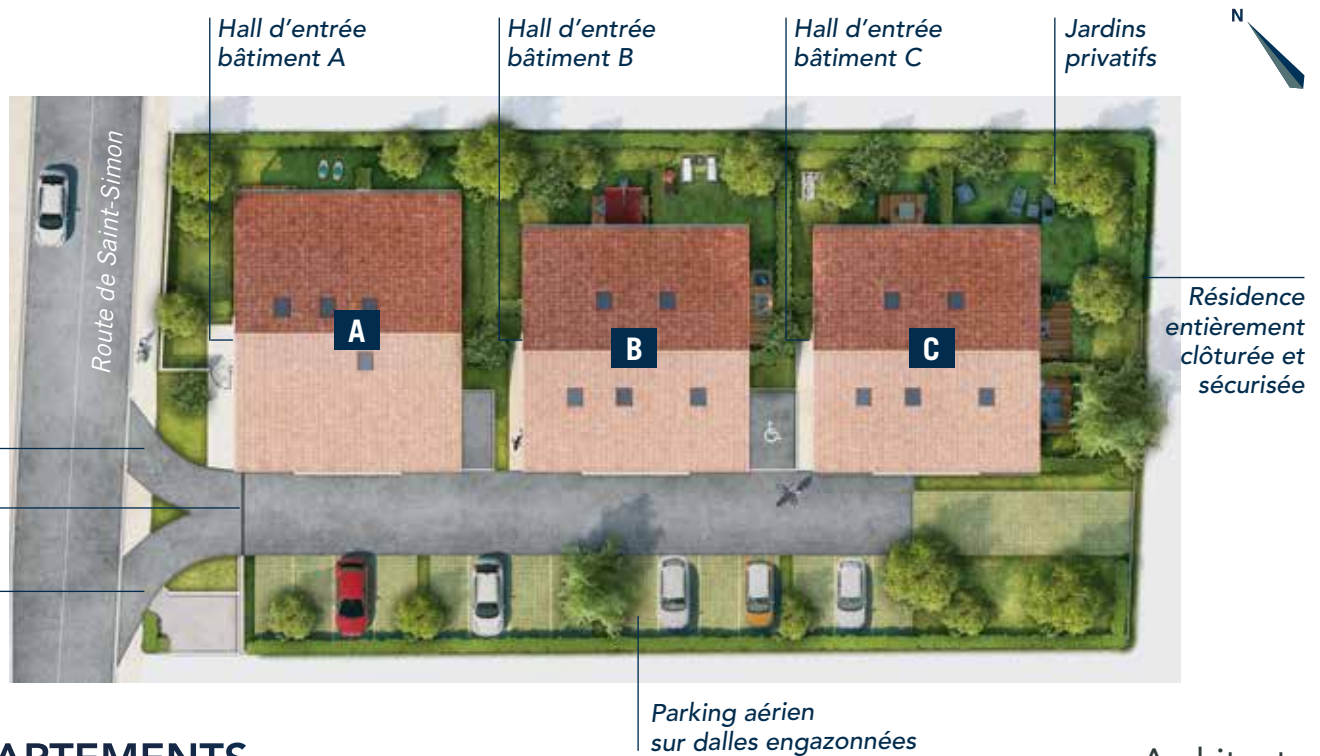 Hall d'entrée
bâtiment A
Hall d'entrée
bâtiment B
Hall d'entrée
bâtiment C
Jardins
privatifs
N
Route de Saint-Simon
A
B
C
Résidence
entièrement
clôturée et
sécurisée
Parking aérien
sur dalles engazonnées